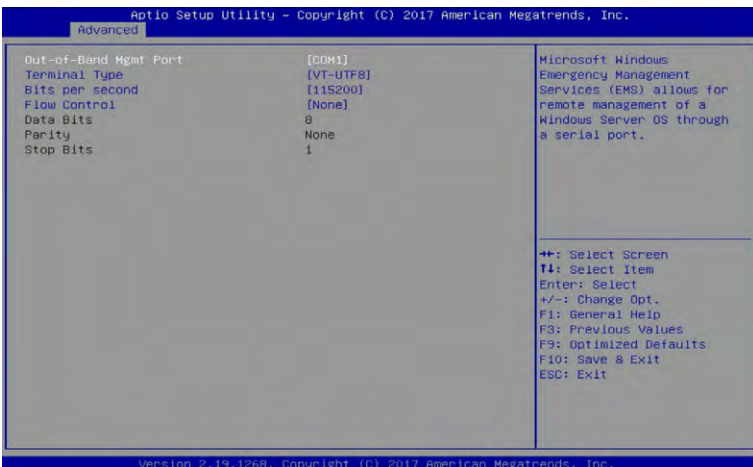 Aptio Setup Utility – Copyright (C) 2017 American Megatrends, Inc.
Advanced
Out-of-Band Mgmt Port [COM1]
Terminal Type [VT-UTF8]
Bits per second [115200]
Flow Control [None]
Data Bits 8
Parity None
Stop Bits 1
Microsoft Windows
Emergency Management
Services (EMS) allows for
remote management of a
Windows Server OS through
a serial port.
→←: Select Screen
↑↓: Select Item
Enter: Select
+/-: Change Opt.
F1: General Help
F3: Previous Values
F9: Optimized Defaults
F10: Save & Exit
ESC: Exit
Version 2.19.1268. Copyright (C) 2017 American Megatrends, Inc.